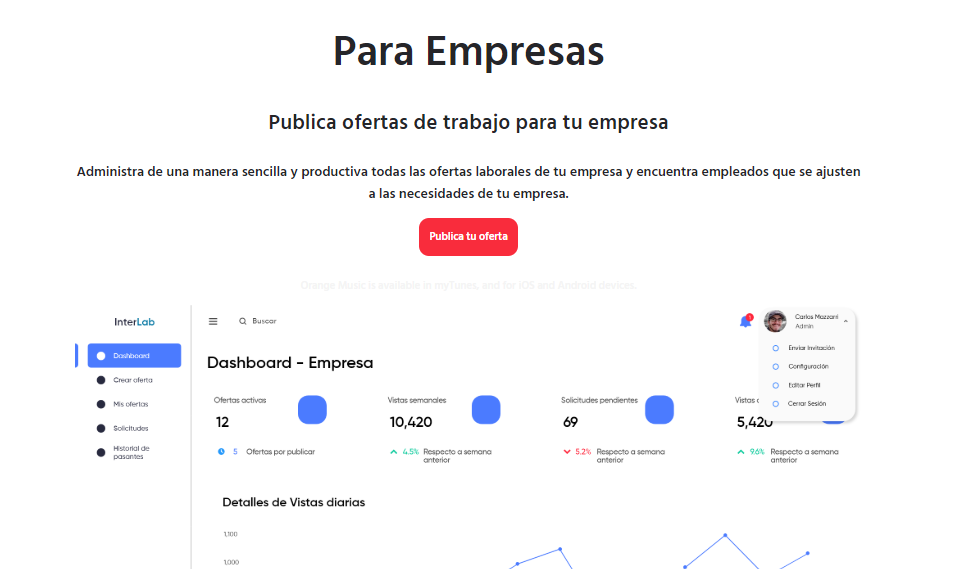 Para Empresas
Publica ofertas de trabajo para tu empresa
Administra de una manera sencilla y productiva todas las ofertas laborales de tu empresa y encuentra empleados que se ajusten
a las necesidades de tu empresa.
Publica tu oferta
Orange Music is available in myTunes, and for iOS and Android devices.
InterLab
Buscar
1
Carlos Mazzarri
Admin
Dashboard
Crear oferta
Mis ofertas
Solicitudes
Historial de
pasantes
Enviar Invitación
Configuración
Editar Perfil
Cerrar Sesión
Dashboard - Empresa
Ofertas activas
12
5 Ofertas por publicar
Vistas semanales
10,420
4,5% Respecto a semana
anterior
Solicitudes pendientes
69
5,2% Respecto a semana
anterior
Vistas
5,420
9,6% Respecto a semana
anterior
Detalles de Vistas diarias
1,100
1,000